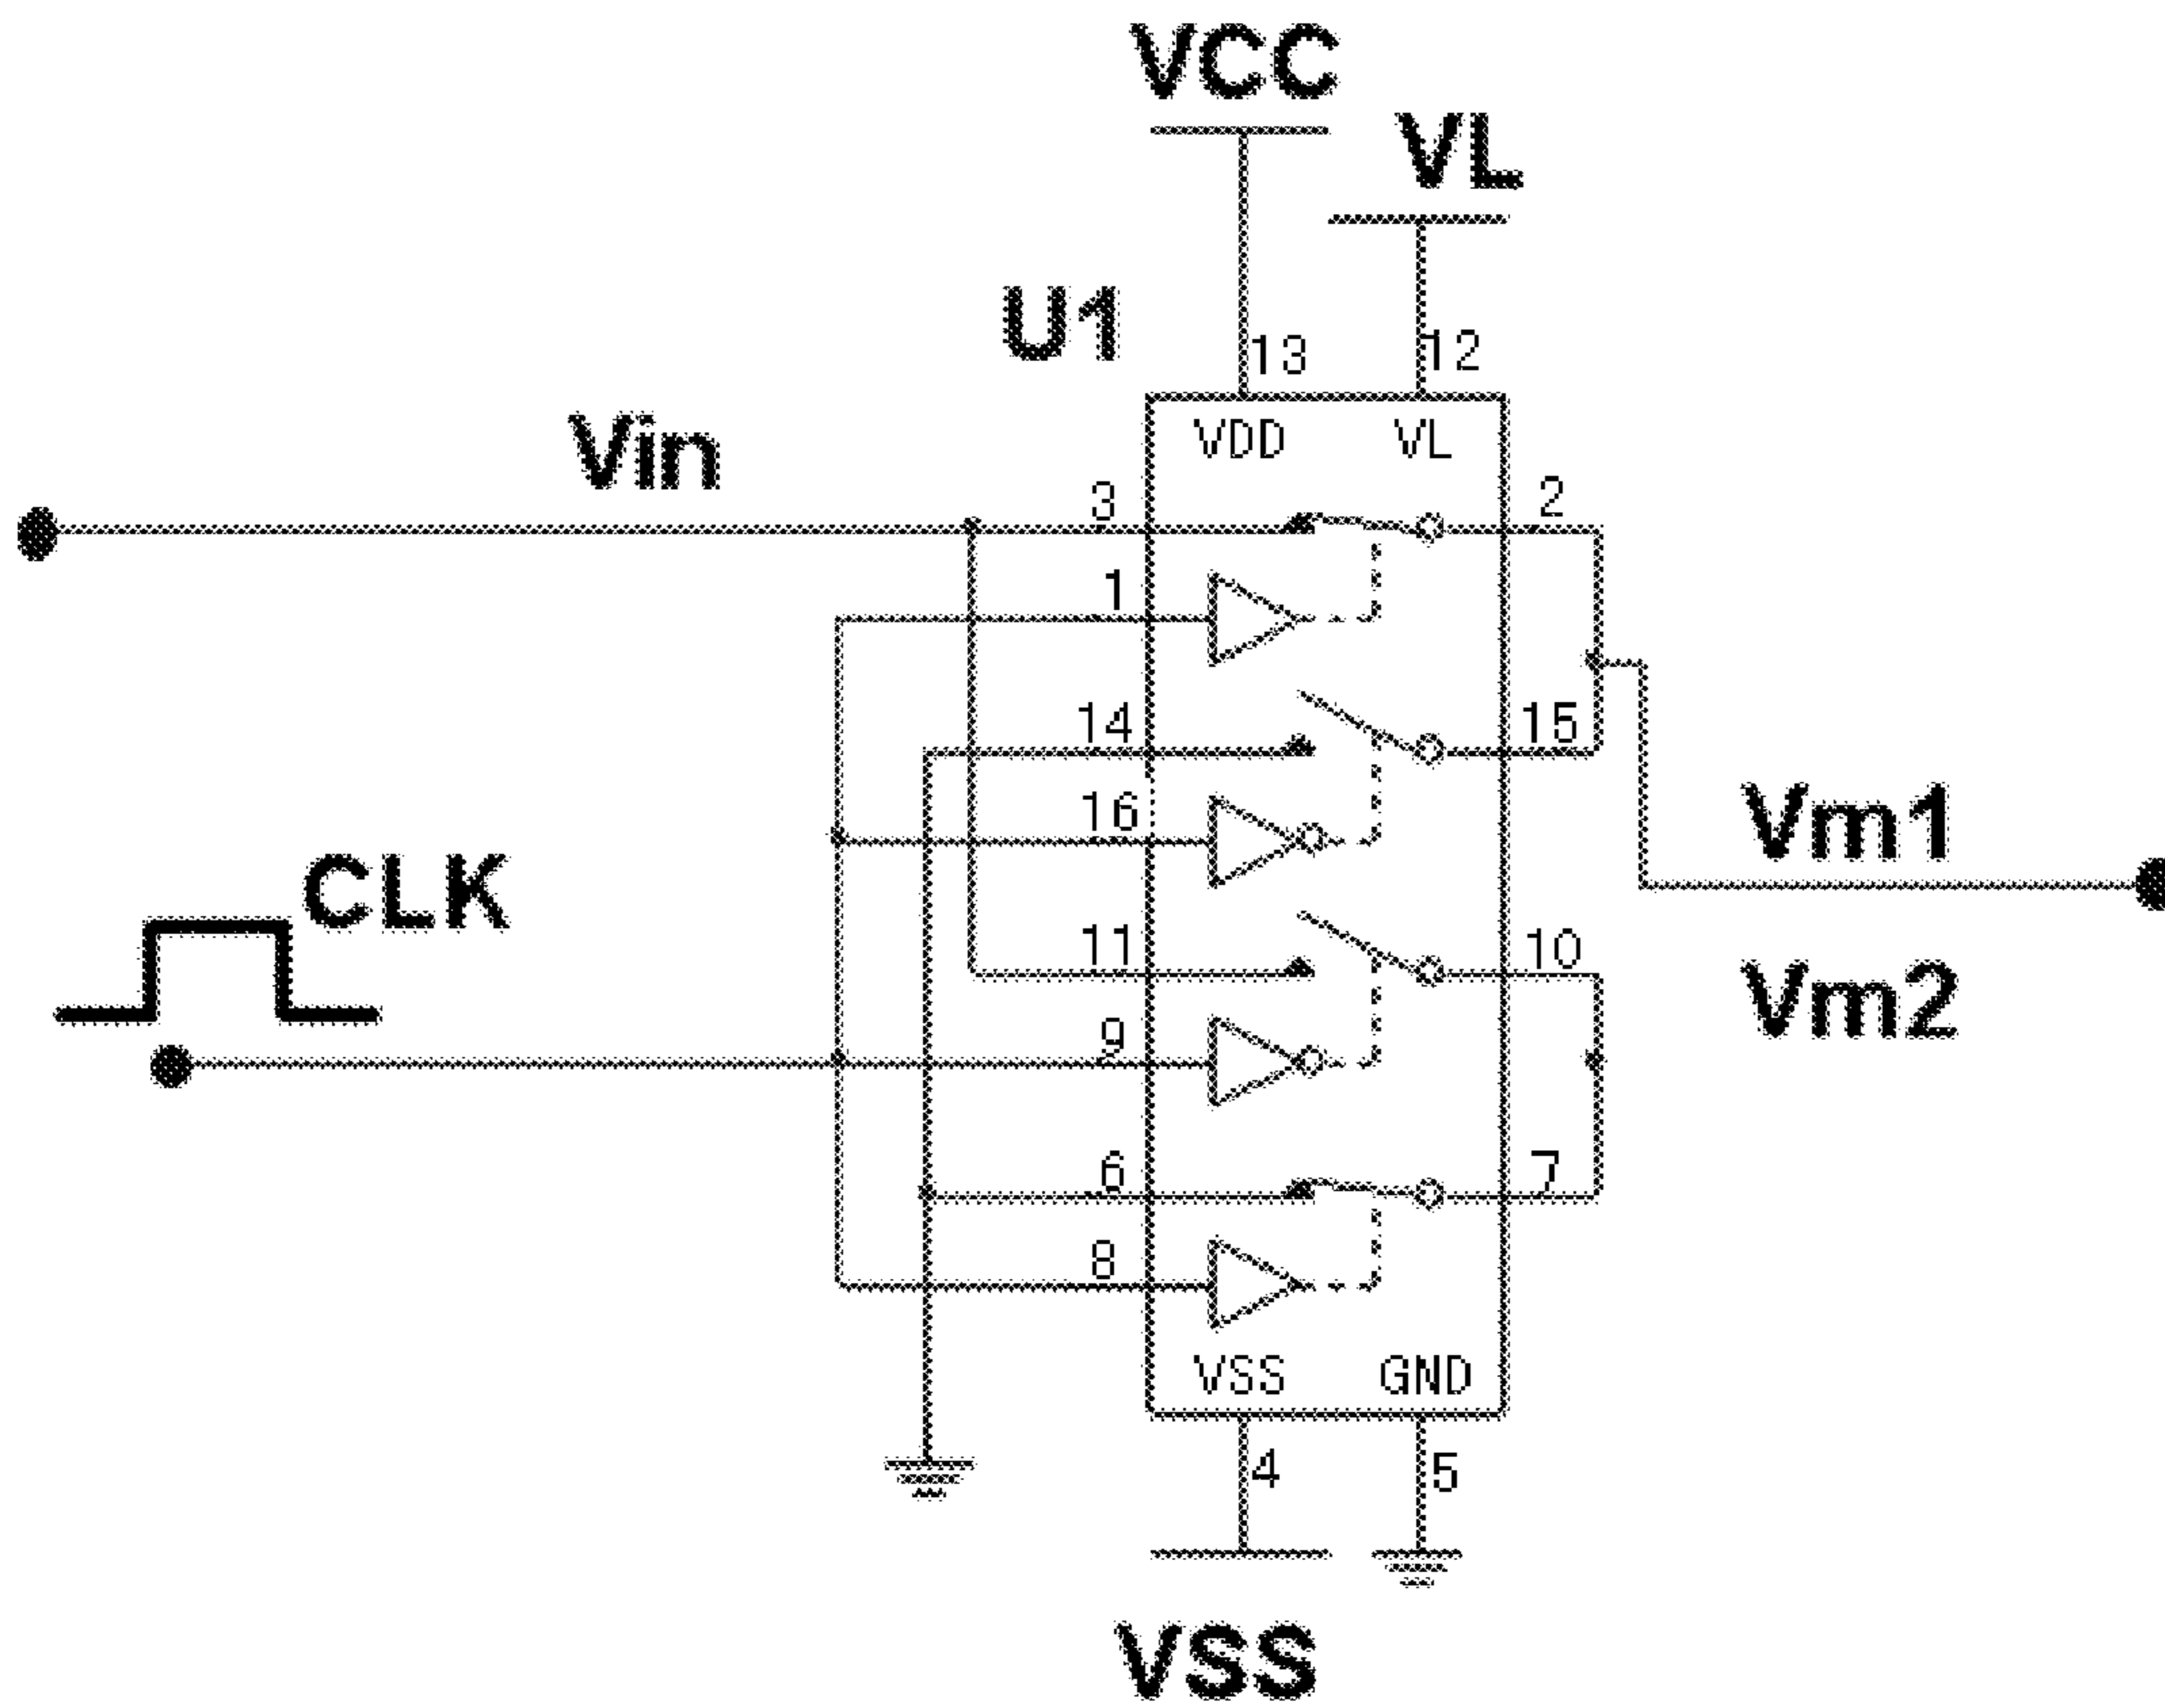 VCC
VL
U1
13 12
Vin
VDD VL
3 2
1
14 15
16
Vm1
CLK
11 10
Vm2
9
6 7
8
VSS GND
4 5
VSS